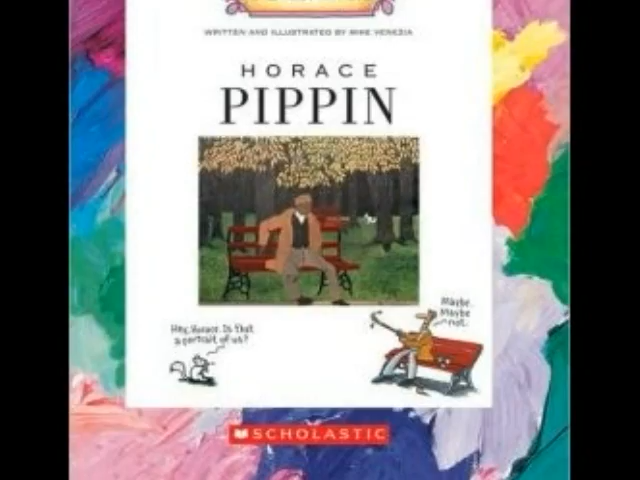 WRITTEN AND ILLUSTRATED BY MIKE VENEZIA
HORACE
PIPPIN
Maybe.
Maybe
not.
Hey, Horace. Is that
a portrait of us?
SCHOLASTIC